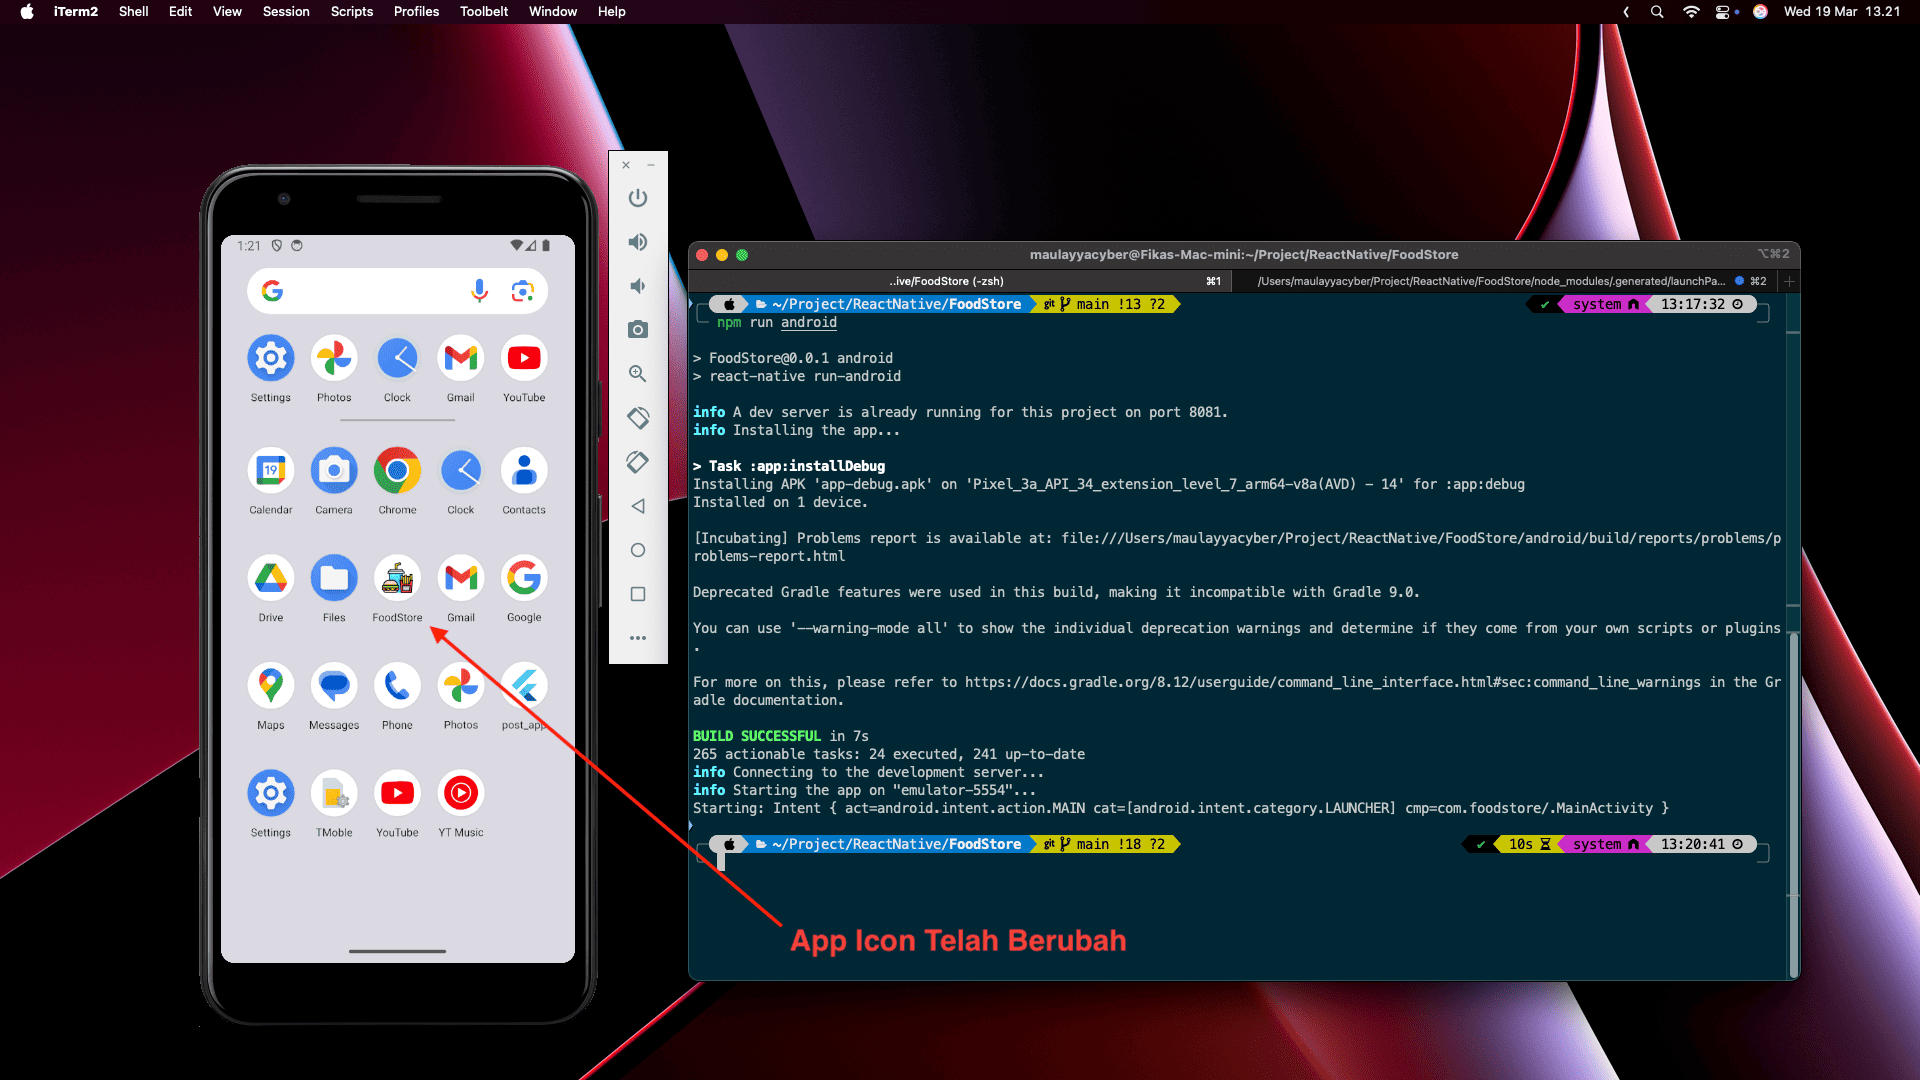 iTerm2 Shell Edit View Session Scripts Profiles Toolbelt Window Help
Wed 19 Mar 13.21
1:21
Settings Photos Clock Gmail YouTube
19
Calendar Camera Chrome Clock Contacts
Drive Files FoodStore Gmail Google
Maps Messages Phone Photos post_app
Settings TMoble YouTube YT Music
maulayyacyber@Fikas-Mac-mini:~/Project/ReactNative/FoodStore
⌥⌘2
..ive/FoodStore (-zsh) ⌘1
/Users/maulayyacyber/Project/ReactNative/FoodStore/node_modules/.generated/launchPa... ⌘2
~/Project/ReactNative/FoodStore git main !13 ?2 ✔ system 13:17:32
npm run android
> FoodStore@0.0.1 android
> react-native run-android
info A dev server is already running for this project on port 8081.
info Installing the app...
> Task :app:installDebug
Installing APK 'app-debug.apk' on 'Pixel_3a_API_34_extension_level_7_arm64-v8a(AVD) - 14' for :app:debug
Installed on 1 device.
[Incubating] Problems report is available at: file:///Users/maulayyacyber/Project/ReactNative/FoodStore/android/build/reports/problems/p
roblems-report.html
Deprecated Gradle features were used in this build, making it incompatible with Gradle 9.0.
You can use '--warning-mode all' to show the individual deprecation warnings and determine if they come from your own scripts or plugins
.
For more on this, please refer to https://docs.gradle.org/8.12/userguide/command_line_interface.html#sec:command_line_warnings in the Gr
adle documentation.
BUILD SUCCESSFUL in 7s
265 actionable tasks: 24 executed, 241 up-to-date
info Connecting to the development server...
info Starting the app on "emulator-5554"...
Starting: Intent { act=android.intent.action.MAIN cat=[android.intent.category.LAUNCHER] cmp=com.foodstore/.MainActivity }
~/Project/ReactNative/FoodStore git main !18 ?2 ✔ 10s system 13:20:41
App Icon Telah Berubah